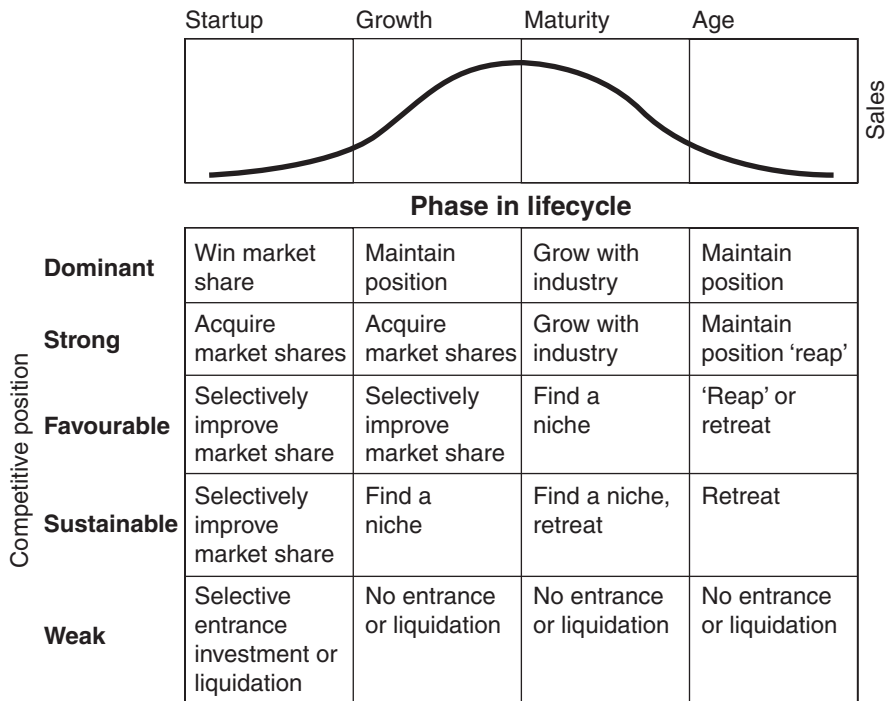 Startup
Growth
Maturity
Age
Sales
Phase in lifecycle
Competitive position
Dominant
Win market
share
Maintain
position
Grow with
industry
Maintain
position
Strong
Acquire
market shares
Acquire
market shares
Grow with
industry
Maintain
position ‘reap’
Favourable
Selectively
improve
market share
Selectively
improve
market share
Find a
niche
‘Reap’ or
retreat
Sustainable
Selectively
improve
market share
Find a
niche
Find a niche,
retreat
Retreat
Weak
Selective
entrance
investment or
liquidation
No entrance
or liquidation
No entrance
or liquidation
No entrance
or liquidation